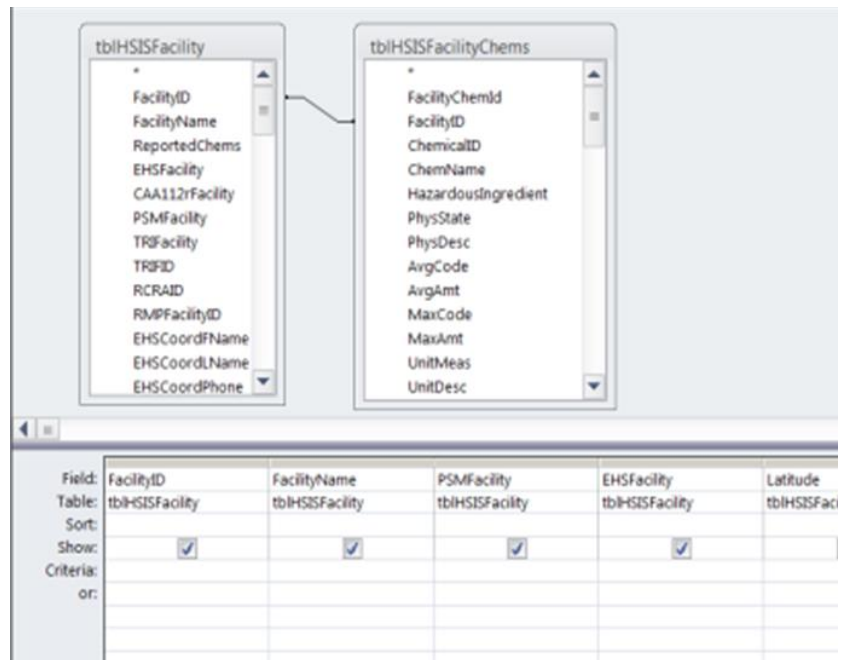 tblHSISFacility
*
FacilityID
FacilityName
ReportedChems
EHSFacility
CAA112rFacility
PSMFacility
TRIFacility
TRIFID
RCRAID
RMPFacilityID
EHSCoordFName
EHSCoordLName
EHSCoordPhone
tblHSISFacilityChems
*
FacilityChemId
FacilityID
ChemicalID
ChemName
HazardousIngredient
PhysState
PhysDesc
AvgCode
AvgAmt
MaxCode
MaxAmt
UnitMeas
UnitDesc
Field: FacilityID FacilityName PSMFacility EHSFacility Latitude
Table: tblHSISFacility tblHSISFacility tblHSISFacility tblHSISFacility tblHSISFaci
Sort:
Show:
Criteria:
or: